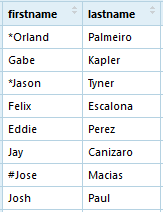 firstname lastname
*Orland Palmeiro
Gabe Kapler
*Jason Tyner
Felix Escalona
Eddie Perez
Jay Canizaro
#Jose Macias
Josh Paul